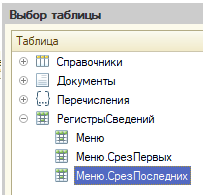 Выбор таблицы
Таблица
Справочники
Документы
Перечисления
РегистрыСведений
Меню
Меню.СрезПервых
Меню.СрезПоследних